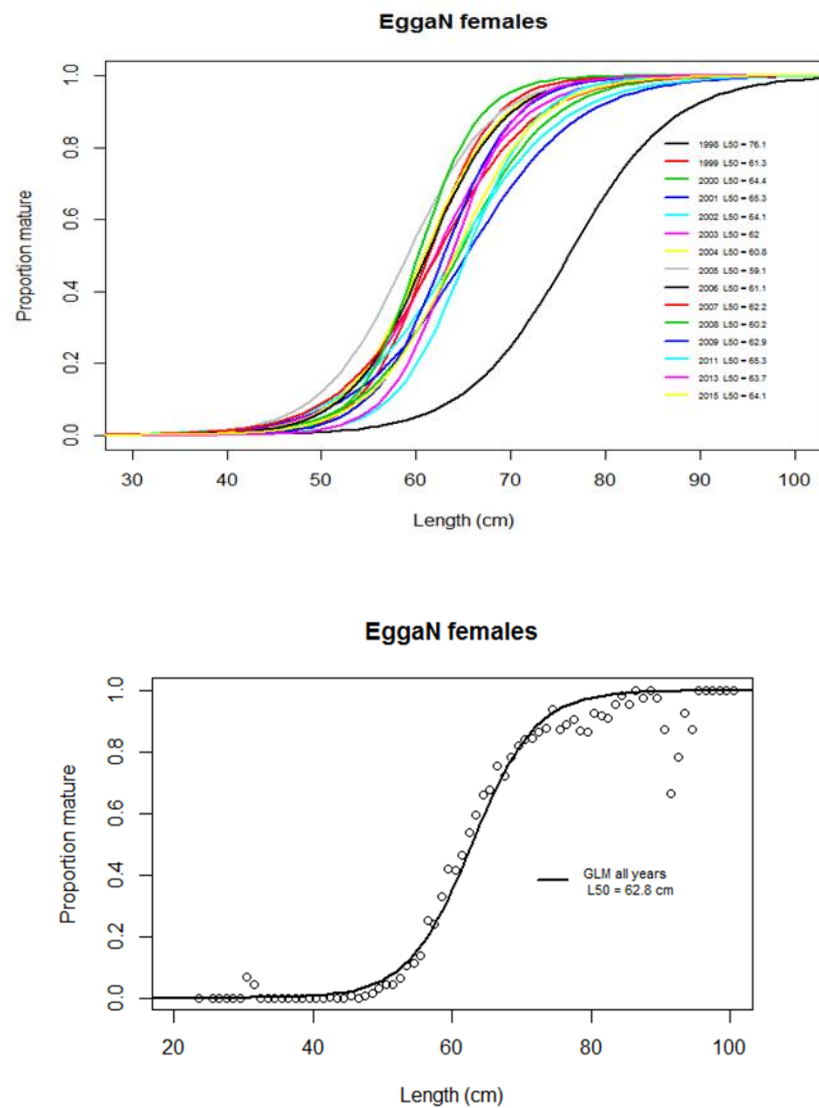 EggaN females
Proportion mature
1.0
0.8
0.6
0.4
0.2
0.0
1998 L50 = 76.1
1999 L50 = 61.3
2000 L50 = 64.4
2001 L50 = 65.3
2002 L50 = 64.1
2003 L50 = 62
2004 L50 = 60.8
2005 L50 = 59.1
2006 L50 = 61.1
2007 L50 = 62.2
2008 L50 = 60.2
2009 L50 = 62.9
2011 L50 = 65.3
2013 L50 = 63.7
2015 L50 = 64.1
30 40 50 60 70 80 90 100
Length (cm)
EggaN females
Proportion mature
1.0
0.8
0.6
0.4
0.2
0.0
GLM all years
L50 = 62.8 cm
20 40 60 80 100
Length (cm)